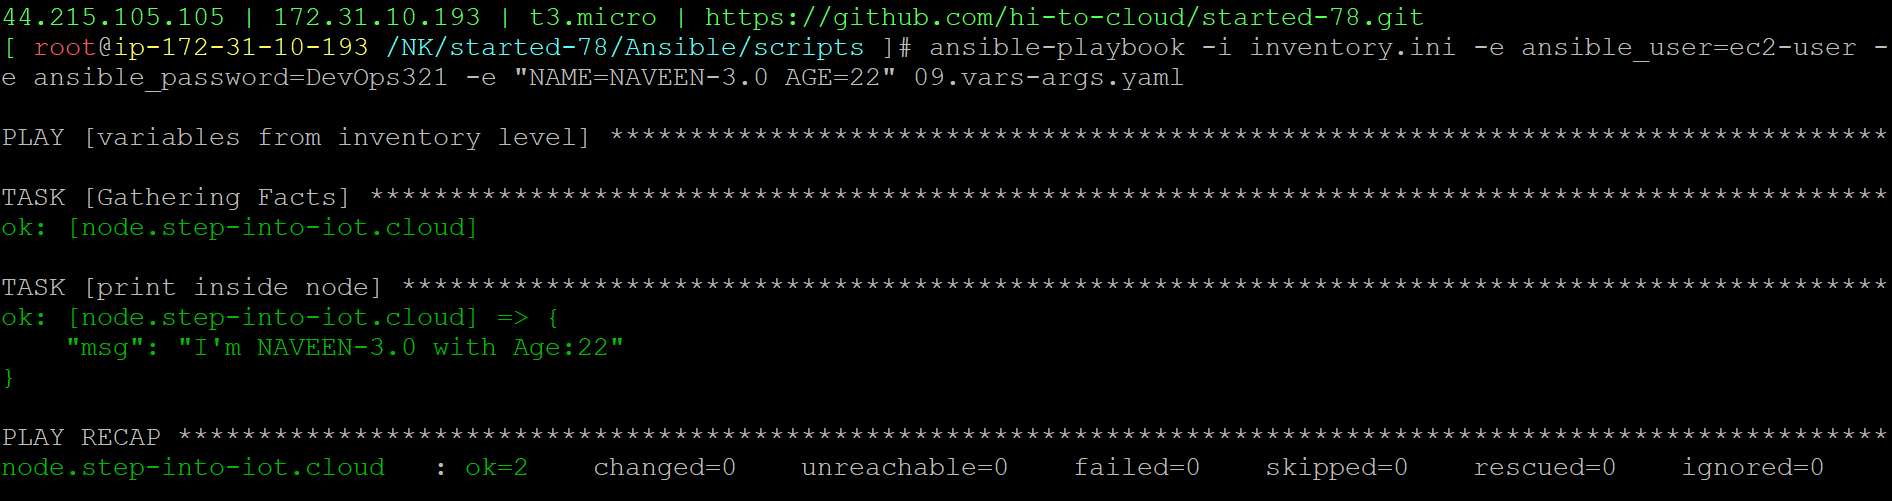 44.215.105.105 | 172.31.10.193 | t3.micro | https://github.com/hi-to-cloud/started-78.git
[ root@ip-172-31-10-193 /NK/started-78/Ansible/scripts ]# ansible-playbook -i inventory.ini -e ansible_user=ec2-user -
e ansible_password=DevOps321 -e "NAME=NAVEEN-3.0 AGE=22" 09.vars-args.yaml
PLAY [variables from inventory level] ********************************************************************************
TASK [Gathering Facts] ***********************************************************************************************
ok: [node.step-into-iot.cloud]
TASK [print inside node] *********************************************************************************************
ok: [node.step-into-iot.cloud] => {
    "msg": "I'm NAVEEN-3.0 with Age:22"
}
PLAY RECAP ***********************************************************************************************************
node.step-into-iot.cloud   : ok=2    changed=0    unreachable=0    failed=0    skipped=0    rescued=0    ignored=0